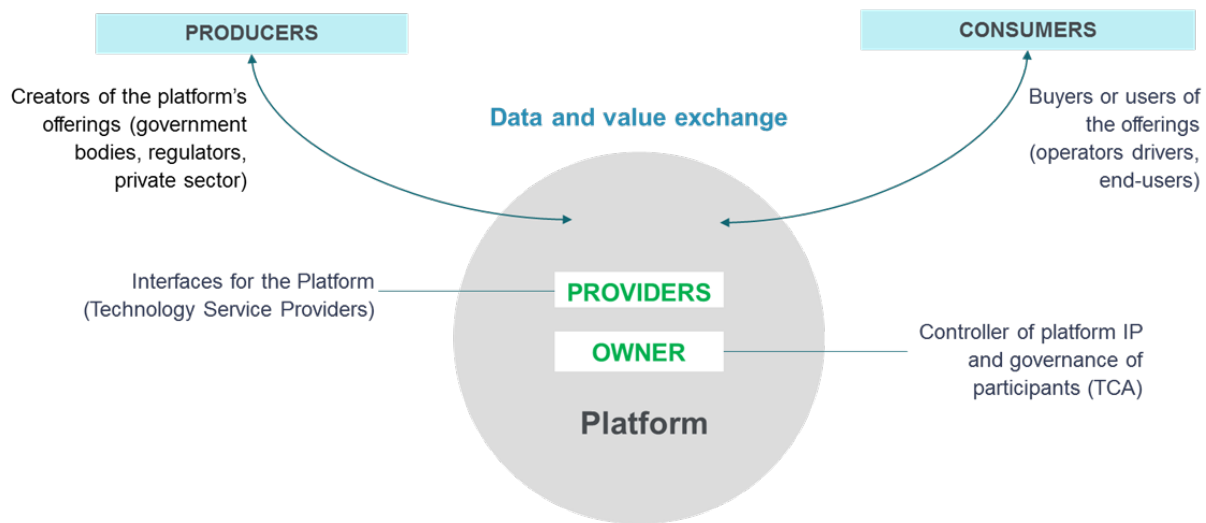 PRODUCERS
CONSUMERS
Creators of the platform's
offerings (government
bodies, regulators,
private sector)
Data and value exchange
Buyers or users of
the offerings
(operators drivers,
end-users)
Interfaces for the Platform
(Technology Service Providers)
PROVIDERS
OWNER
Controller of platform IP
and governance of
participants (TCA)
Platform